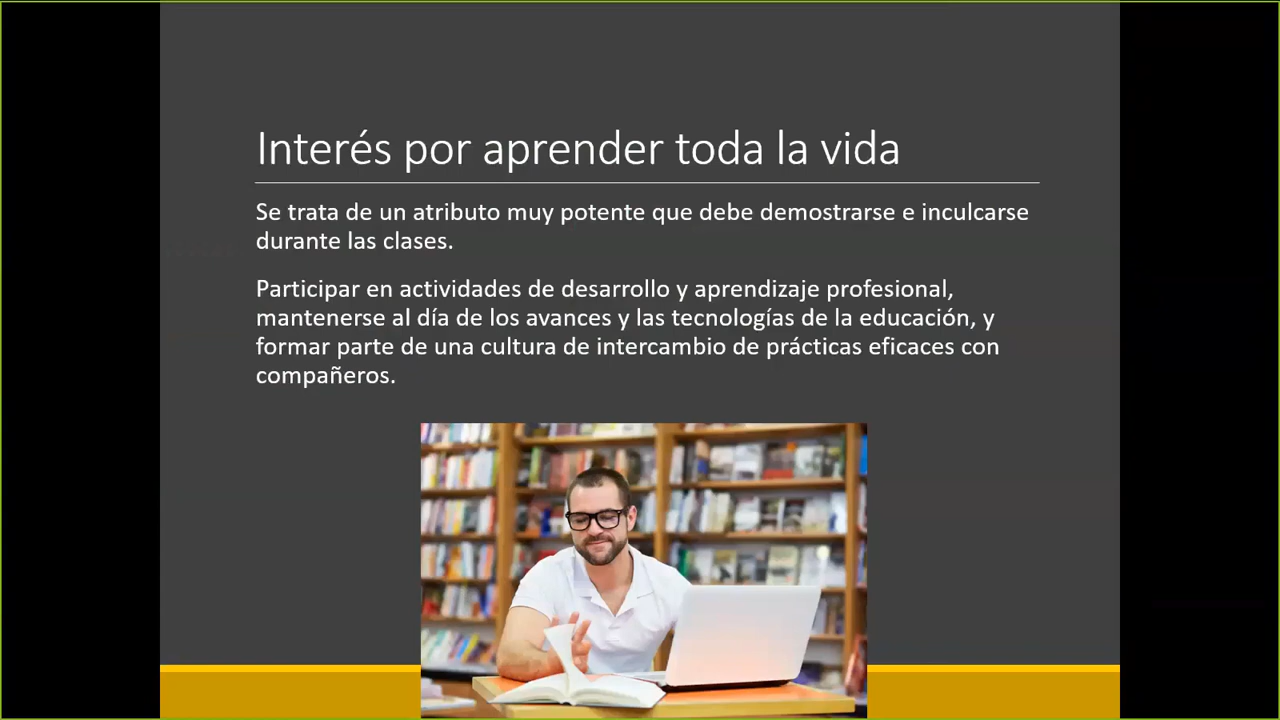 Interés por aprender toda la vida
Se trata de un atributo muy potente que debe demostrarse e inculcarse
durante las clases.
Participar en actividades de desarrollo y aprendizaje profesional,
mantenerse al día de los avances y las tecnologías de la educación, y
formar parte de una cultura de intercambio de prácticas eficaces con
compañeros.